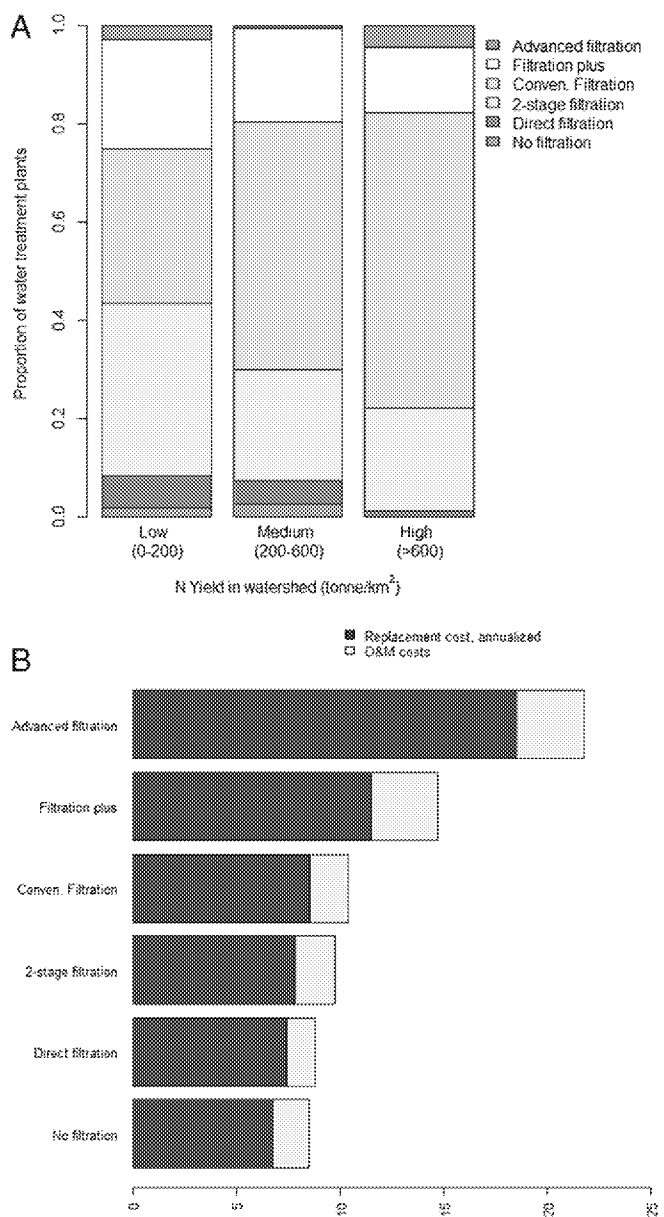 A
Advanced filtration
Filtration plus
Conven. Filtration
2-stage filtration
Direct filtration
No filtration
Proportion of water treatment plants
1.0
0.8
0.6
0.4
0.2
0.0
Low
(0-200)
Medium
(200-600)
High
(>600)
N Yield in watershed (tonne/km²)
B
Replacement cost, annualized
O&M costs
Advanced filtration
Filtration plus
Conven. Filtration
2-stage filtration
Direct filtration
No filtration
0
5
10
15
20
25